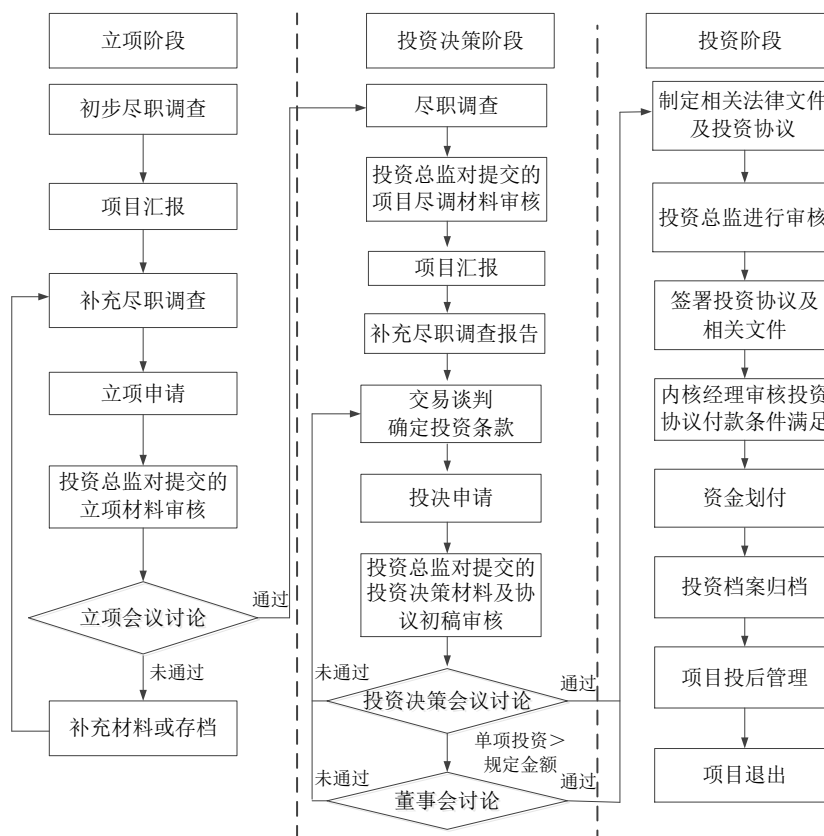 立项阶段
初步尽职调查
项目汇报
补充尽职调查
立项申请
投资总监对提交的
立项材料审核
立项会议讨论
通过
未通过
补充材料或存档
投资决策阶段
尽职调查
投资总监对提交的
项目尽调材料审核
项目汇报
补充尽职调查报告
交易谈判
确定投资条款
投决申请
投资总监对提交的
投资决策材料及协
议初稿审核
未通过
投资决策会议讨论
通过
单项投资＞
规定金额
未通过
董事会讨论
通过
投资阶段
制定相关法律文件
及投资协议
投资总监进行审核
签署投资协议及
相关文件
内核经理审核投资
协议付款条件满足
资金划付
投资档案归档
项目投后管理
项目退出